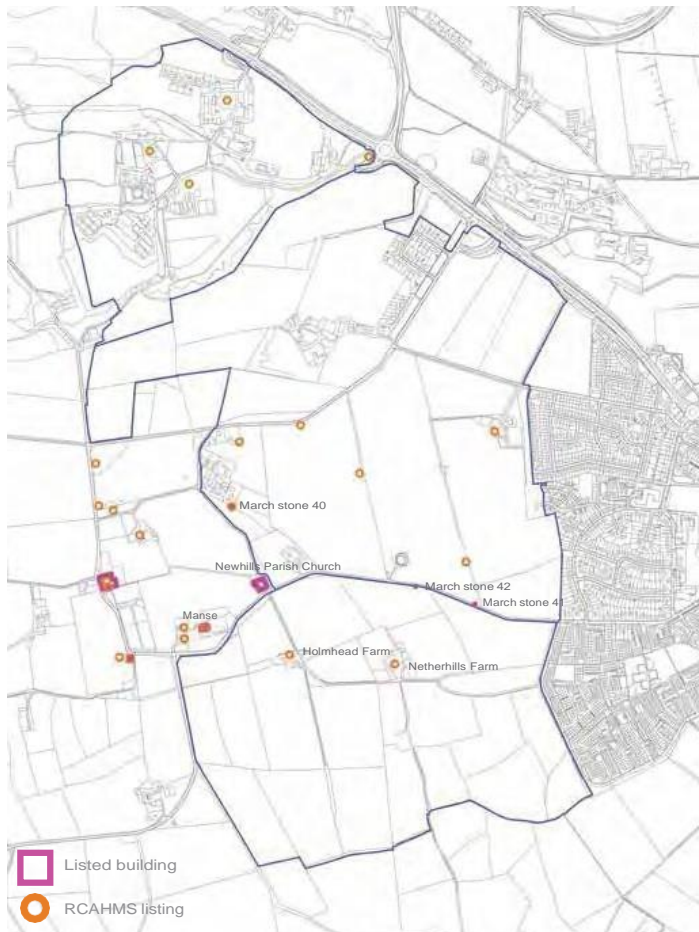 March stone 40
Newhills Parish Church
March stone 42
March stone 41
Manse
Holmhead Farm
Netherhills Farm
Listed building
RCAHMS listing